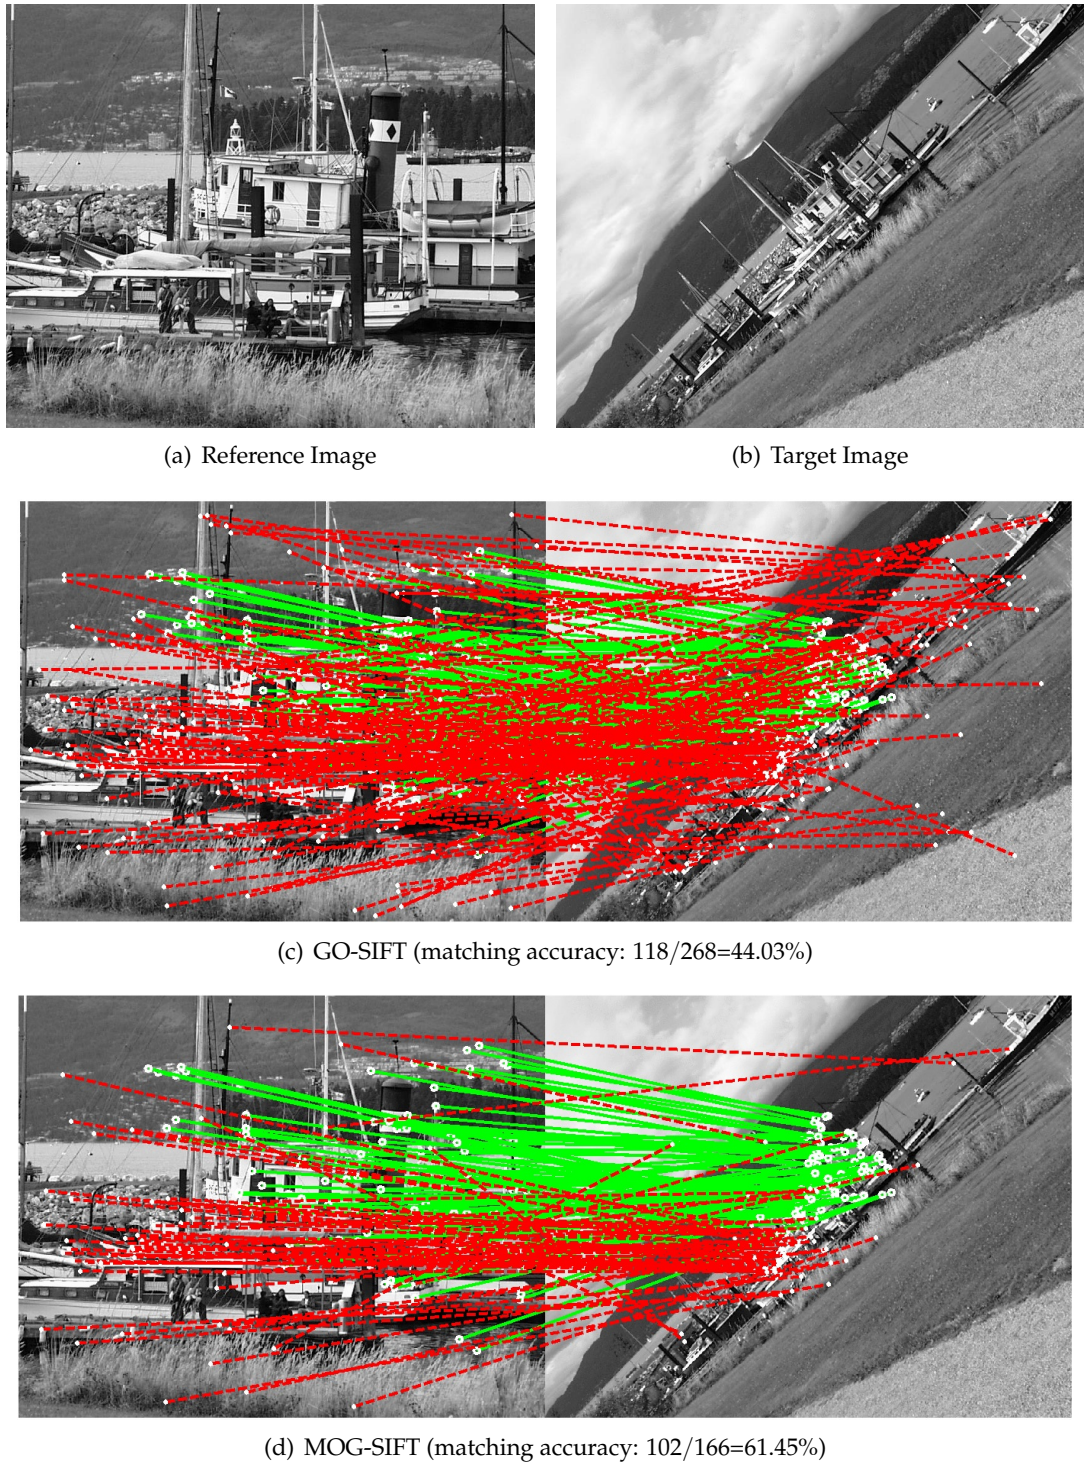 (a) Reference Image
(b) Target Image
(c) GO-SIFT (matching accuracy: 118/268=44.03%)
(d) MOG-SIFT (matching accuracy: 102/166=61.45%)